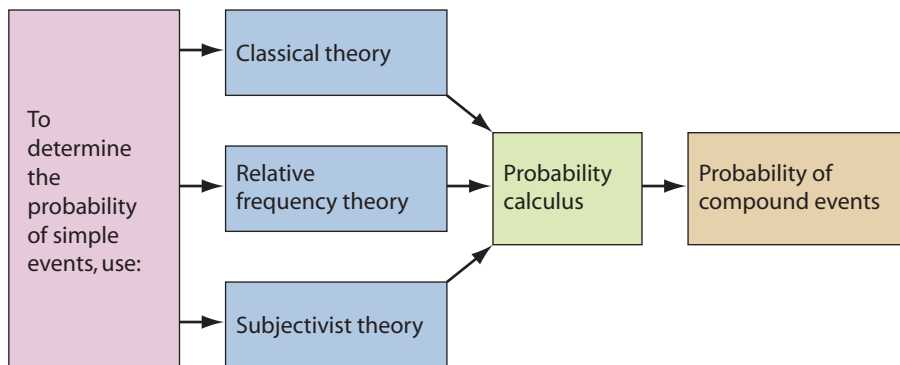 To
determine
the
probability
of simple
events, use:
Classical theory
Relative
frequency theory
Subjectivist theory
Probability
calculus
Probability of
compound events